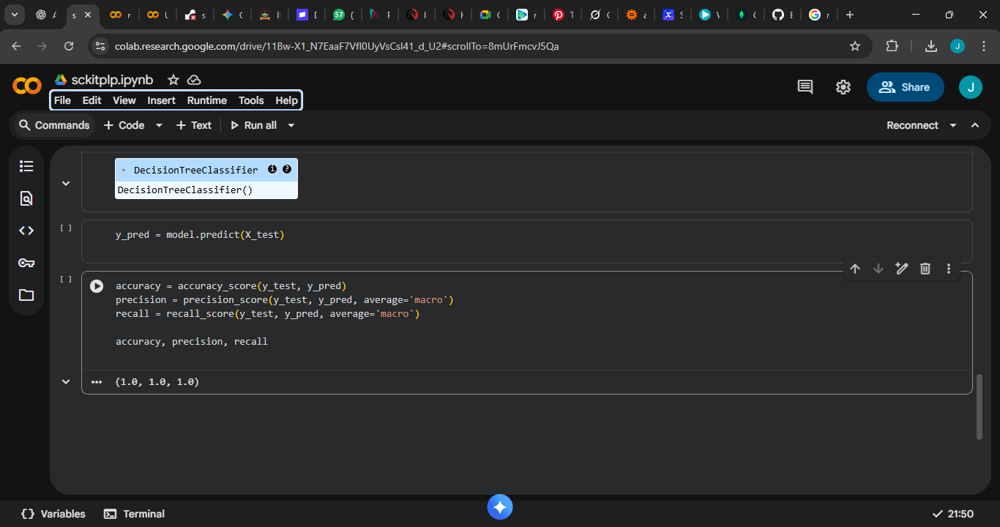 colab.research.google.com/drive/11Bw-X1_N7EaaF7Vfl0UyVsCsl41_d_U2#scrollTo=8mUrFmcvJ5Qa
J
sckitplp.ipynb
File Edit View Insert Runtime Tools Help
Share
J
Commands + Code + Text Run all
Reconnect
DecisionTreeClassifier i ?
DecisionTreeClassifier()
[ ]
y_pred = model.predict(X_test)
[ ]
accuracy = accuracy_score(y_test, y_pred)
precision = precision_score(y_test, y_pred, average='macro')
recall = recall_score(y_test, y_pred, average='macro')
accuracy, precision, recall
(1.0, 1.0, 1.0)
{} Variables Terminal
21:50